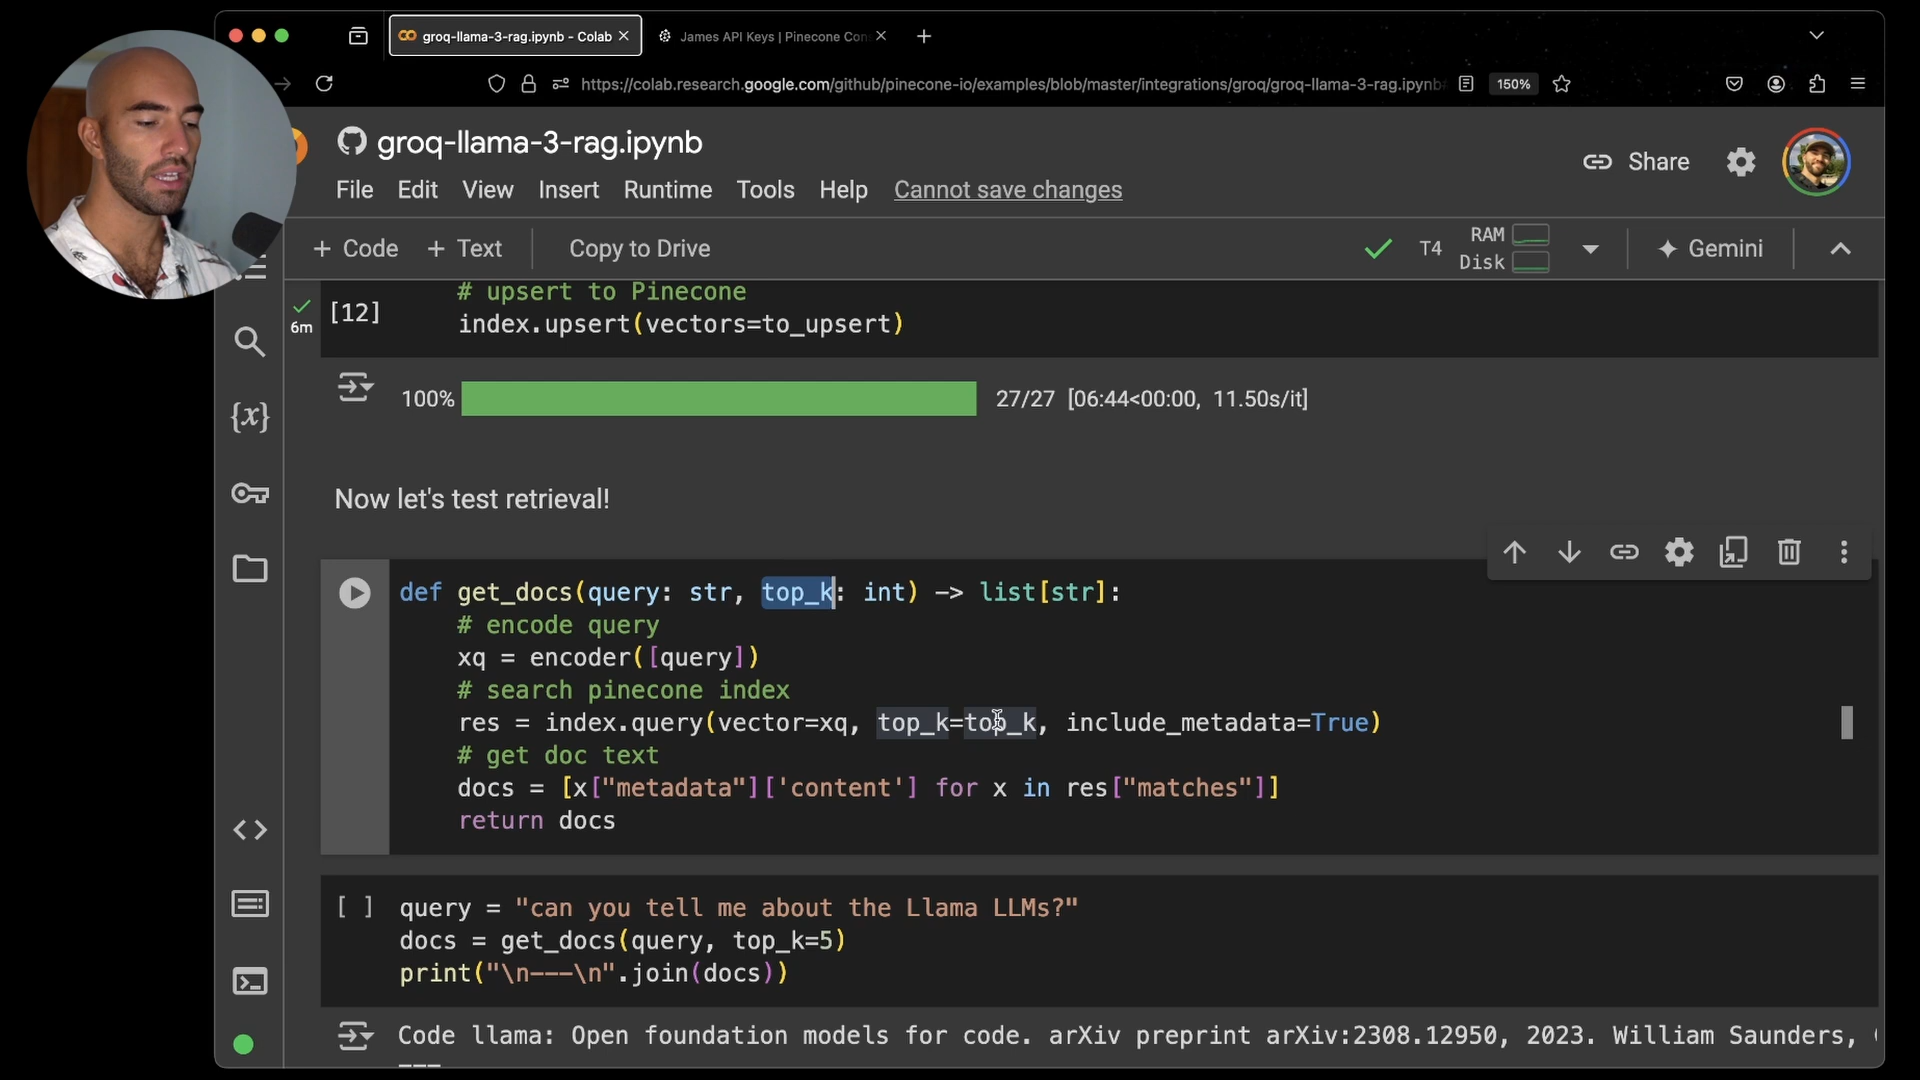 groq-llama-3-rag.ipynb - Colab
James API Keys | Pinecone Con
https://colab.research.google.com/github/pinecone-io/examples/blob/master/integrations/groq/groq-llama-3-rag.ipynb
150%
groq-llama-3-rag.ipynb
Share
File Edit View Insert Runtime Tools Help Cannot save changes
+ Code + Text Copy to Drive
T4
RAM
Disk
Gemini
6m
[12]
# upsert to Pinecone
index.upsert(vectors=to_upsert)
100% 27/27 [06:44<00:00, 11.50s/it]
{x}
Now let's test retrieval!
def get_docs(query: str, top_k: int) -> list[str]:
# encode query
xq = encoder([query])
# search pinecone index
res = index.query(vector=xq, top_k=top_k, include_metadata=True)
# get doc text
docs = [x["metadata"]['content'] for x in res["matches"]]
return docs
[ ]
query = "can you tell me about the Llama LLMs?"
docs = get_docs(query, top_k=5)
print("\n---\n".join(docs))
Code llama: Open foundation models for code. arXiv preprint arXiv:2308.12950, 2023. William Saunders,
---